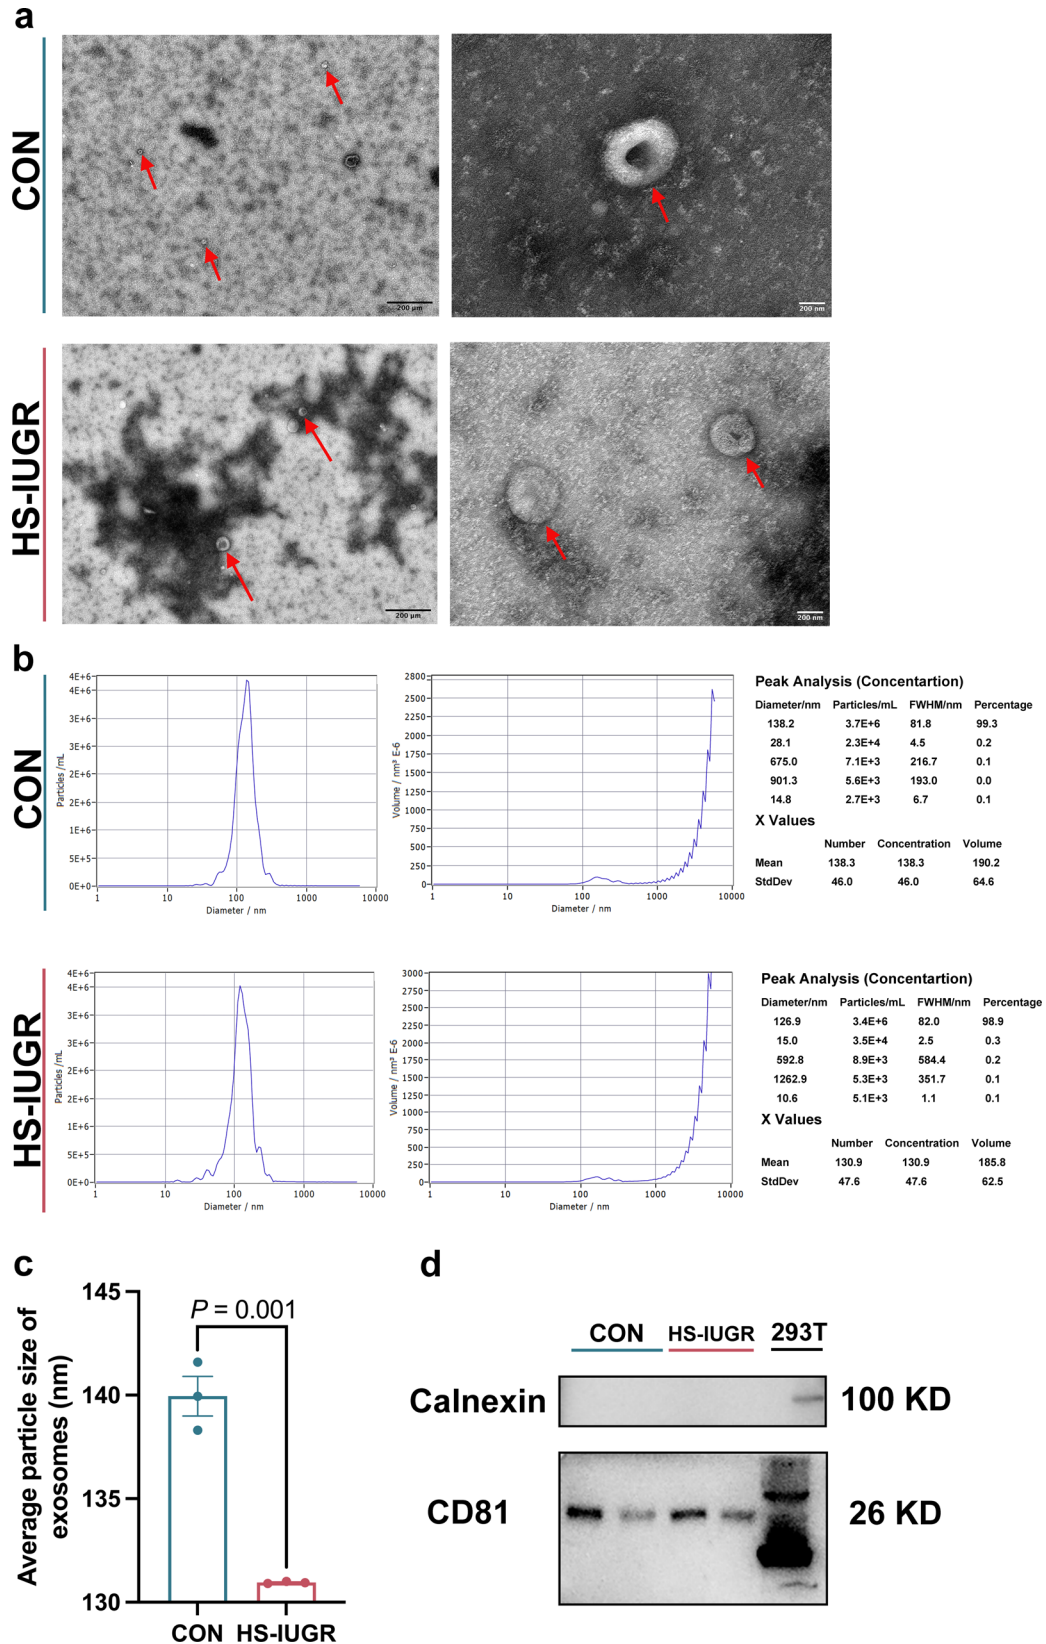 a
CON
200 μm
200 nm
HS-IUGR
200 μm
200 nm
b
CON
4E+6
4E+6
3E+6
3E+6
2E+6
2E+6
1E+6
5E+5
0E+0
Particles /mL
1 10 100 1000 10000
Diameter / nm
2800
2500
2250
2000
1750
1500
1250
1000
750
500
250
0
Volume / nm³ E-6
1 10 100 1000 10000
Diameter / nm
Peak Analysis (Concentartion)
Diameter/nm Particles/mL FWHM/nm Percentage
138.2 3.7E+6 81.8 99.3
28.1 2.3E+4 4.5 0.2
675.0 7.1E+3 216.7 0.1
901.3 5.6E+3 193.0 0.0
14.8 2.7E+3 6.7 0.1
X Values
Number Concentration Volume
Mean 138.3 138.3 190.2
StdDev 46.0 46.0 64.6
HS-IUGR
4E+6
4E+6
3E+6
3E+6
2E+6
2E+6
1E+6
5E+5
0E+0
Particles /mL
1 10 100 1000 10000
Diameter / nm
3000
2750
2500
2250
2000
1750
1500
1250
1000
750
500
250
0
Volume / nm³ E-6
1 10 100 1000 10000
Diameter / nm
Peak Analysis (Concentartion)
Diameter/nm Particles/mL FWHM/nm Percentage
126.9 3.4E+6 82.0 98.9
15.0 3.5E+4 2.5 0.3
592.8 8.9E+3 584.4 0.2
1262.9 5.3E+3 351.7 0.1
10.6 5.1E+3 1.1 0.1
X Values
Number Concentration Volume
Mean 130.9 130.9 185.8
StdDev 47.6 47.6 62.5
c
Average particle size of
exosomes (nm)
145
140
135
130
P = 0.001
CON HS-IUGR
d
CON HS-IUGR 293T
Calnexin 100 KD
CD81 26 KD